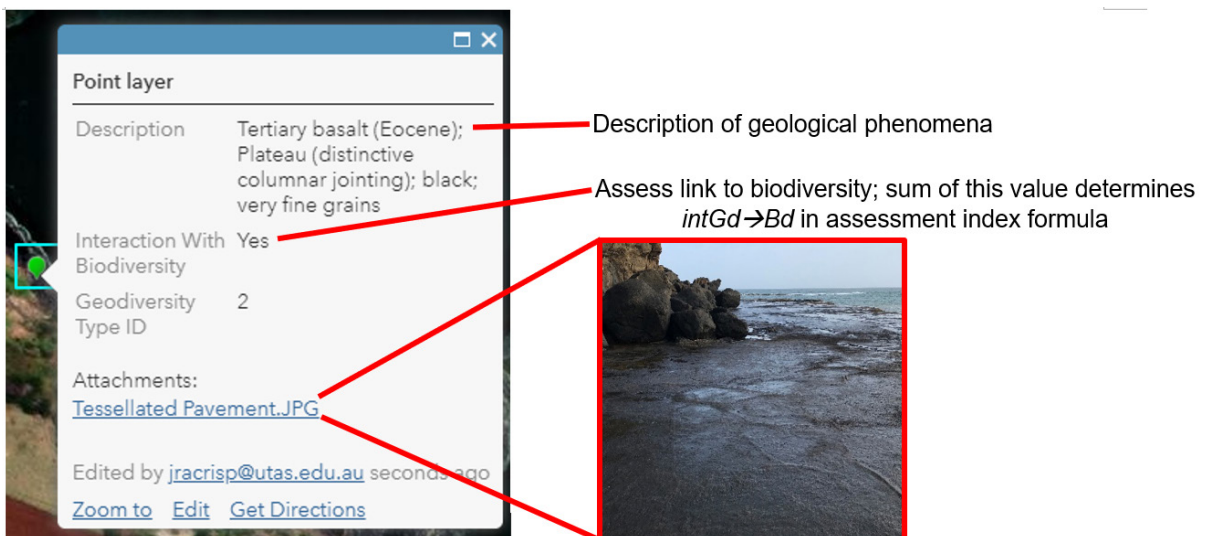 Point layer
Description Tertiary basalt (Eocene);
Plateau (distinctive
columnar jointing); black;
very fine grains
Interaction With Yes
Biodiversity
Geodiversity 2
Type ID
Attachments:
Tessellated Pavement.JPG
Edited by jracrisp@utas.edu.au seconds ago
Zoom to Edit Get Directions
Description of geological phenomena
Assess link to biodiversity; sum of this value determines
intGd→Bd in assessment index formula